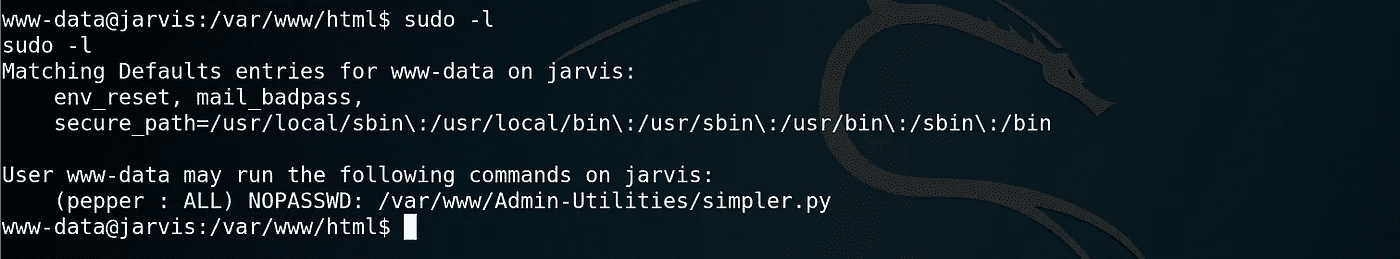 www-data@jarvis:/var/www/html$ sudo -l
sudo -l
Matching Defaults entries for www-data on jarvis:
    env_reset, mail_badpass,
    secure_path=/usr/local/sbin\:/usr/local/bin\:/usr/sbin\:/usr/bin\:/sbin\:/bin

User www-data may run the following commands on jarvis:
    (pepper : ALL) NOPASSWD: /var/www/Admin-Utilities/simpler.py
www-data@jarvis:/var/www/html$